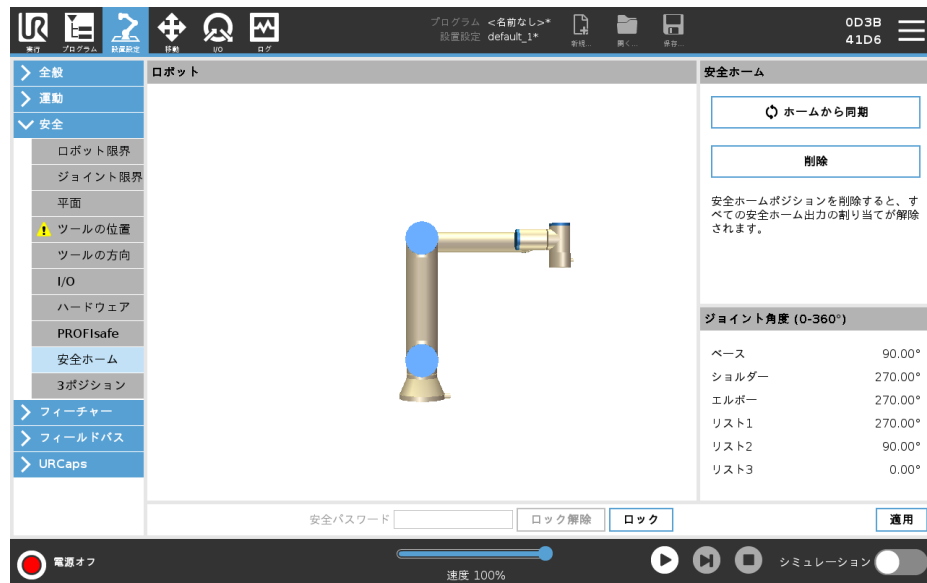 プログラム <名前なし>*
設置設定 default_1*
0D3B
41D6
実行
プログラム
設置設定
移動
I/O
ログ
新規...
開く...
保存...
全般
運動
安全
ロボット限界
ジョイント限界
平面
ツールの位置
ツールの方向
I/O
ハードウェア
PROFIsafe
安全ホーム
3ポジション
フィーチャー
フィールドバス
URCaps
ロボット
安全ホーム
ホームから同期
削除
安全ホームポジションを削除すると、す
べての安全ホーム出力の割り当てが解除
されます。
ジョイント角度 (0-360°)
ベース 90.00°
ショルダー 270.00°
エルボー 270.00°
リスト1 270.00°
リスト2 90.00°
リスト3 0.00°
安全パスワード ロック解除 ロック 適用
電源オフ
速度 100%
シミュレーション